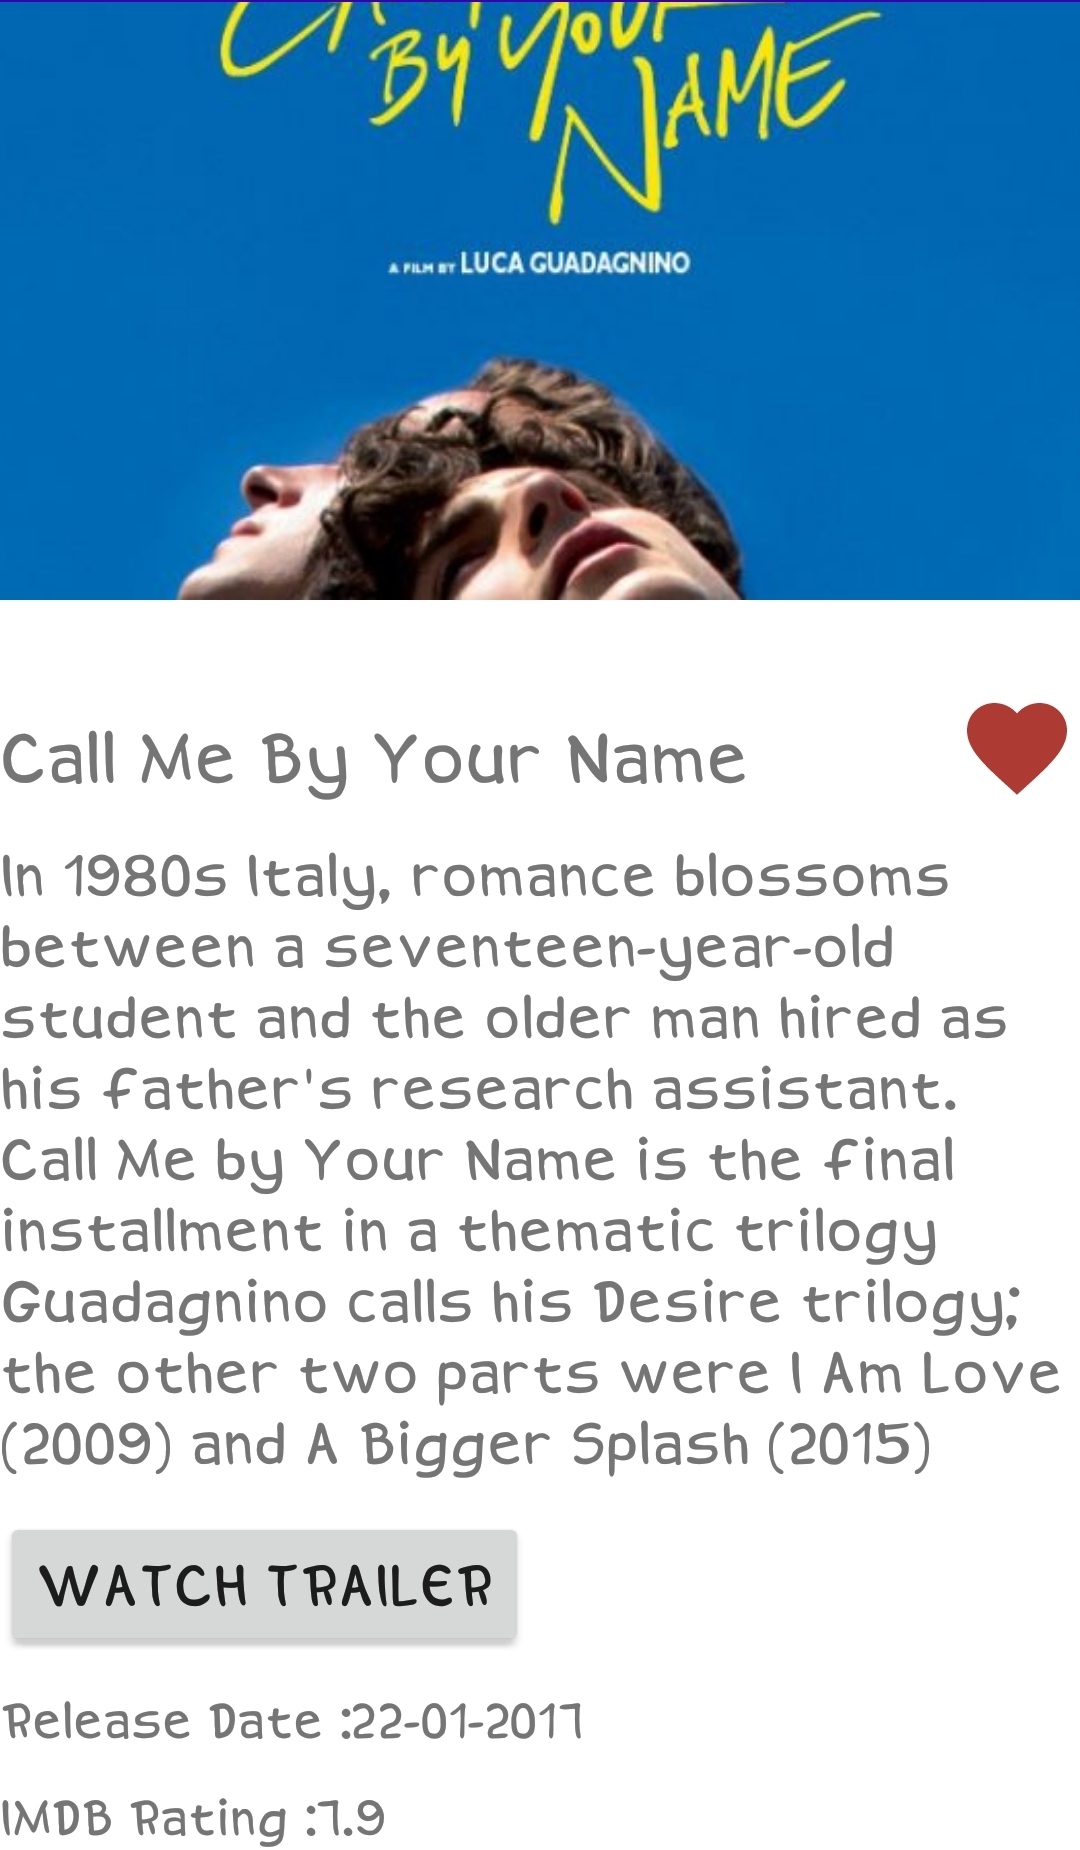 BY YOUR
NAME
A FILM BY LUCA GUADAGNINO
Call Me By Your Name
In 1980s Italy, romance blossoms
between a seventeen-year-old
student and the older man hired as
his father's research assistant.
Call Me by Your Name is the final
installment in a thematic trilogy
Guadagnino calls his Desire trilogy;
the other two parts were I Am Love
(2009) and A Bigger Splash (2015)
WATCH TRAILER
Release Date :22-01-2017
IMDB Rating :7.9